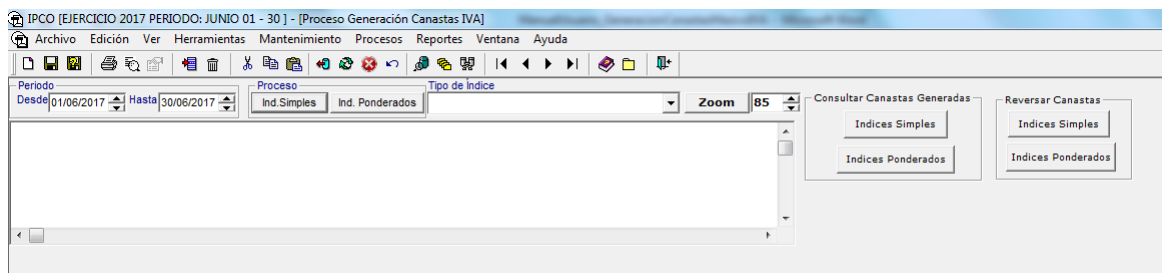 IPCO [EJERCICIO 2017 PERIODO: JUNIO 01 - 30 ] - [Proceso Generación Canastas IVA]
Archivo Edición Ver Herramientas Mantenimiento Procesos Reportes Ventana Ayuda
Periodo
Desde 01/06/2017 Hasta 30/06/2017
Proceso
Ind.Simples Ind. Ponderados
Tipo de Índice
Zoom 85
Consultar Canastas Generadas
Indices Simples
Indices Ponderados
Reversar Canastas
Indices Simples
Indices Ponderados